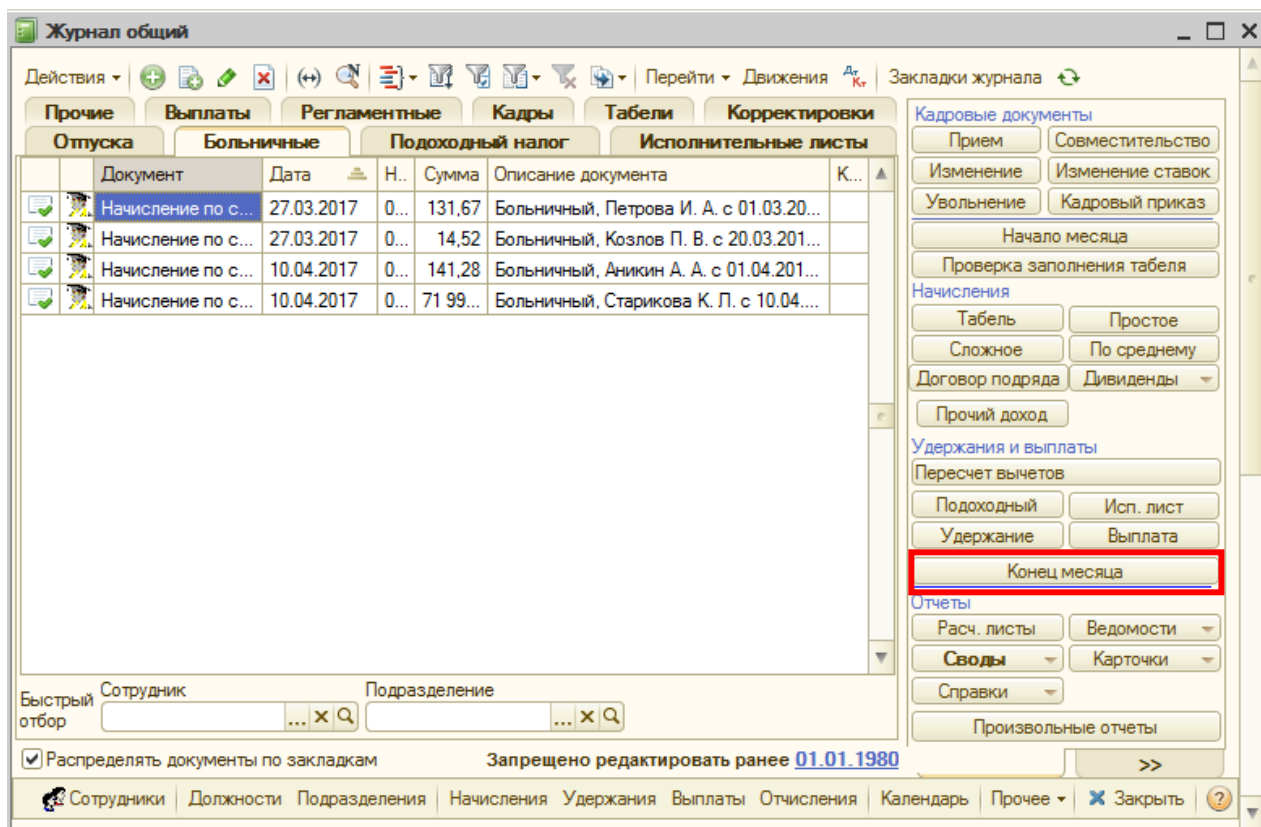 Журнал общий
Действия Перейти Движения Дт Кт Закладки журнала
Прочие Выплаты Регламентные Кадры Табели Корректировки
Отпуска Больничные Подоходный налог Исполнительные листы
Документ Дата Н.. Сумма Описание документа К...
Начисление по с... 27.03.2017 0... 131,67 Больничный, Петрова И. А. с 01.03.20...
Начисление по с... 27.03.2017 0... 14,52 Больничный, Козлов П. В. с 20.03.201...
Начисление по с... 10.04.2017 0... 141,28 Больничный, Аникин А. А. с 01.04.201...
Начисление по с... 10.04.2017 0... 71 99... Больничный, Старикова К. Л. с 10.04....
Кадровые документы
Прием Совместительство
Изменение Изменение ставок
Увольнение Кадровый приказ
Начало месяца
Проверка заполнения табеля
Начисления
Табель Простое
Сложное По среднему
Договор подряда Дивиденды
Прочий доход
Удержания и выплаты
Пересчет вычетов
Подоходный Исп. лист
Удержание Выплата
Конец месяца
Отчеты
Расч. листы Ведомости
Своды Карточки
Справки
Произвольные отчеты
>>
Быстрый отбор
Сотрудник ... x Подразделение ... x
Распределять документы по закладкам Запрещено редактировать ранее 01.01.1980
Сотрудники Должности Подразделения Начисления Удержания Выплаты Отчисления Календарь Прочее Закрыть ?